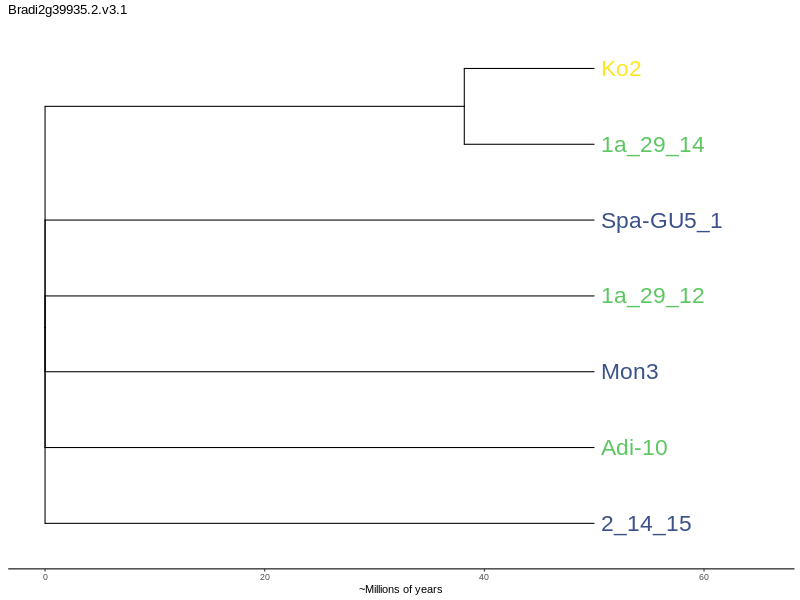 Bradi2g39935.2.v3.1
Ko2
1a_29_14
Spa-GU5_1
1a_29_12
Mon3
Adi-10
2_14_15
0 20 40 60
~Millions of years